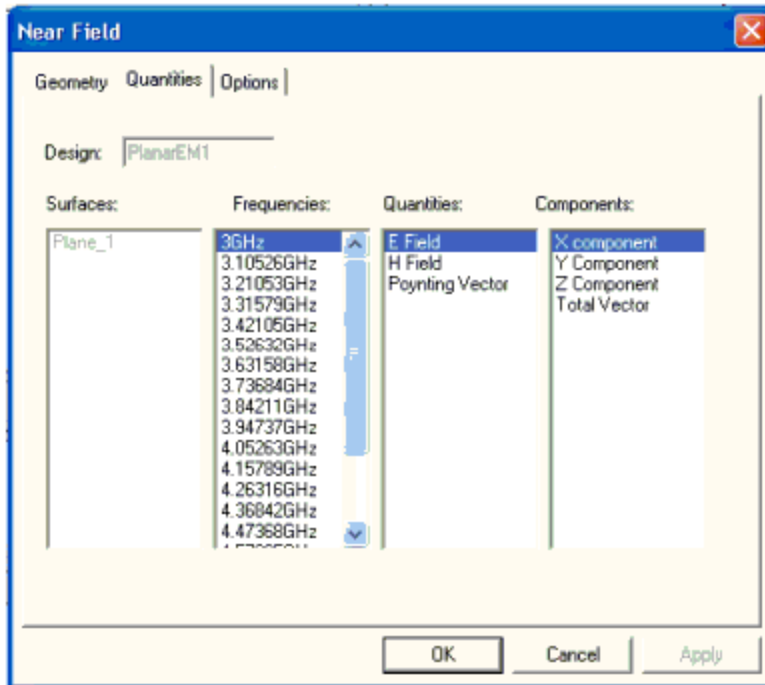 Near Field
Geometry Quantities Options
Design: PlanarEM1
Surfaces: Frequencies: Quantities: Components:
Plane_1
3GHz
3.10526GHz
3.21053GHz
3.31579GHz
3.42105GHz
3.52632GHz
3.63158GHz
3.73684GHz
3.84211GHz
3.94737GHz
4.05263GHz
4.15789GHz
4.26316GHz
4.36842GHz
4.47368GHz
E Field
H Field
Poynting Vector
X component
Y Component
Z Component
Total Vector
OK Cancel Apply